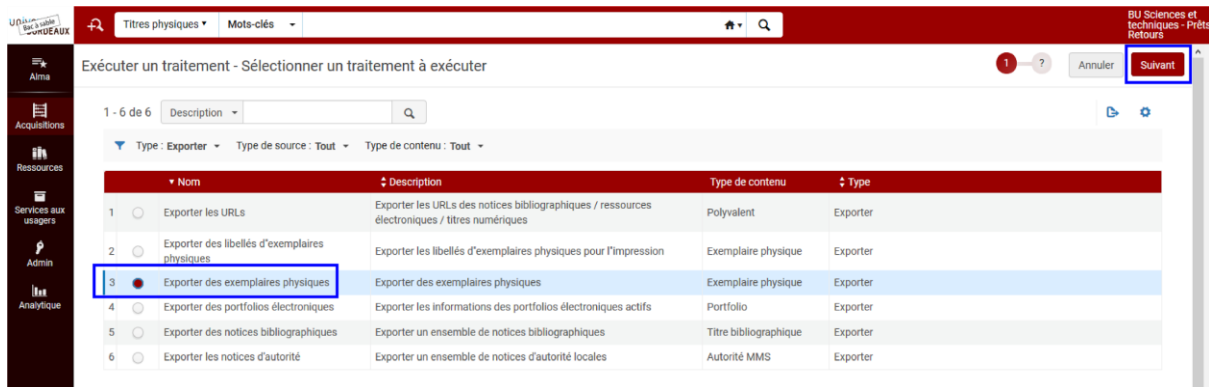 Bac à sable
Titres physiques
Mots-clés
BU Sciences et
techniques - Prêts
Retours
Alma
Exécuter un traitement - Sélectionner un traitement à exécuter
1
?
Annuler
Suivant
Acquisitions
1 - 6 de 6
Description
Type : Exporter Type de source : Tout Type de contenu : Tout
Ressources
Nom Description Type de contenu Type
1 Exporter les URLs Exporter les URLs des notices bibliographiques / ressources
électroniques / titres numériques Polyvalent Exporter
Services aux
usagers
2 Exporter des libellés d"exemplaires
physiques Exporter les libellés d"exemplaires physiques pour l"impression Exemplaire physique Exporter
Admin
3 Exporter des exemplaires physiques Exporter des exemplaires physiques Exemplaire physique Exporter
Analytique
4 Exporter des portfolios électroniques Exporter les informations des portfolios électroniques actifs Portfolio Exporter
5 Exporter des notices bibliographiques Exporter un ensemble de notices bibliographiques Titre bibliographique Exporter
6 Exporter les notices d'autorité Exporter un ensemble de notices d'autorité locales Autorité MMS Exporter